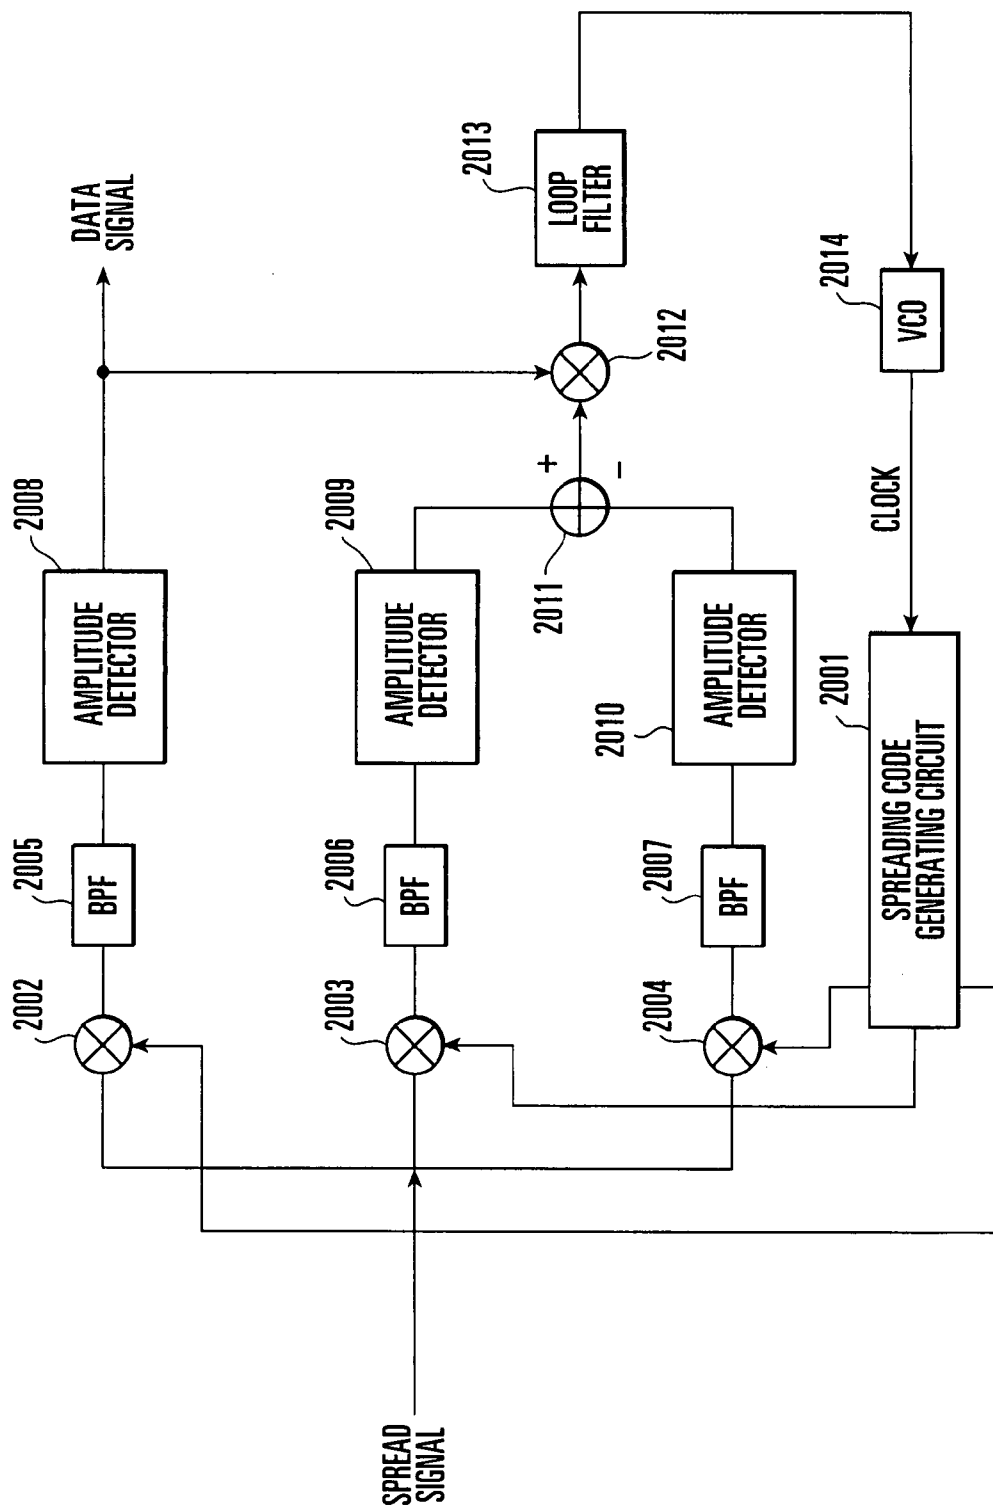 DATA
SIGNAL
2008
AMPLITUDE
DETECTOR
2005
BPF
2002
2013
LOOP
FILTER
2012
2009
AMPLITUDE
DETECTOR
2006
BPF
2003
SPREAD
SIGNAL
+
−
2011
2010
AMPLITUDE
DETECTOR
2007
BPF
2004
2014
VCO
CLOCK
2001
SPREADING CODE
GENERATING CIRCUIT